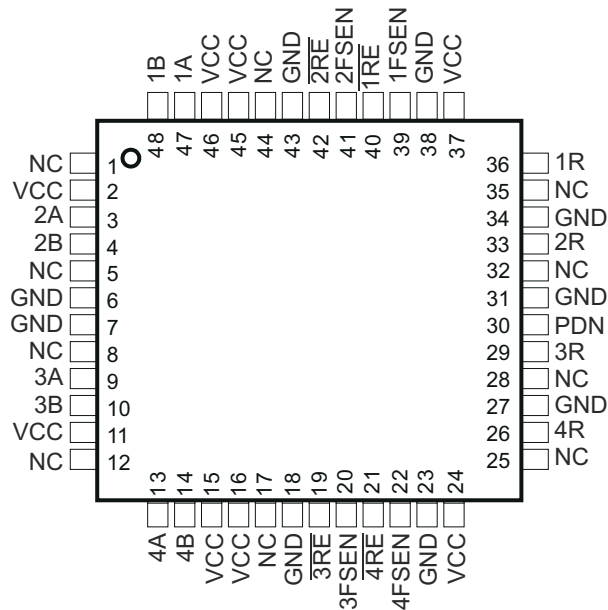 1B 1A VCC VCC NC GND 2RE 2FSEN 1RE 1FSEN GND VCC
48 47 46 45 44 43 42 41 40 39 38 37
NC 1 36 1R
VCC 2 35 NC
2A 3 34 GND
2B 4 33 2R
NC 5 32 NC
GND 6 31 GND
GND 7 30 PDN
NC 8 29 3R
3A 9 28 NC
3B 10 27 GND
VCC 11 26 4R
NC 12 25 NC
13 14 15 16 17 18 19 20 21 22 23 24
4A 4B VCC VCC NC GND 3RE 3FSEN 4RE 4FSEN GND VCC